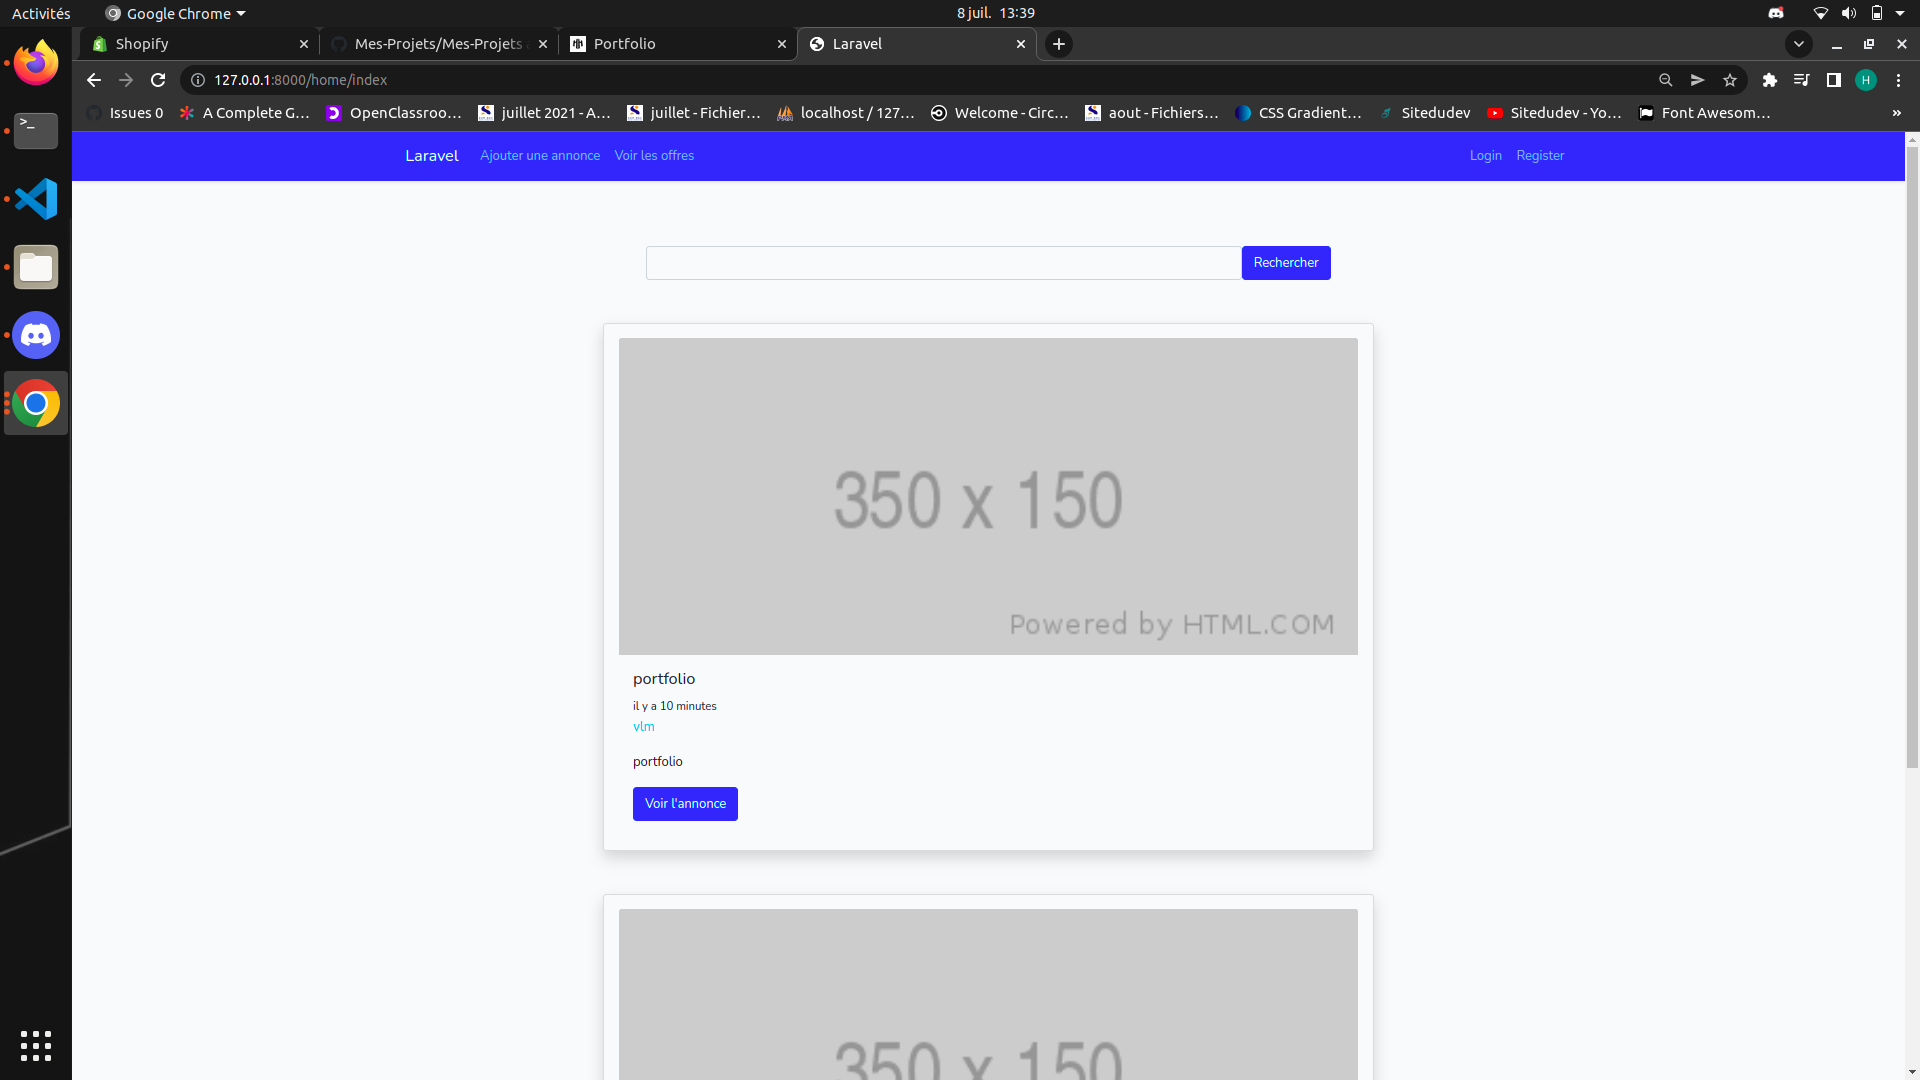 Activités Google Chrome 8 juil. 13:39
Shopify Mes-Projets/Mes-Projets Portfolio Laravel
127.0.0.1:8000/home/index H
Issues 0 A Complete G... OpenClassroo... juillet 2021 - A... juillet - Fichier... localhost / 127... Welcome - Circ... aout - Fichiers... CSS Gradient... Sitedudev Sitedudev - Yo... Font Awesom... »
Laravel Ajouter une annonce Voir les offres Login Register
Rechercher
350 x 150
Powered by HTML.COM
portfolio
il y a 10 minutes
vlm
portfolio
Voir l'annonce
350 x 150